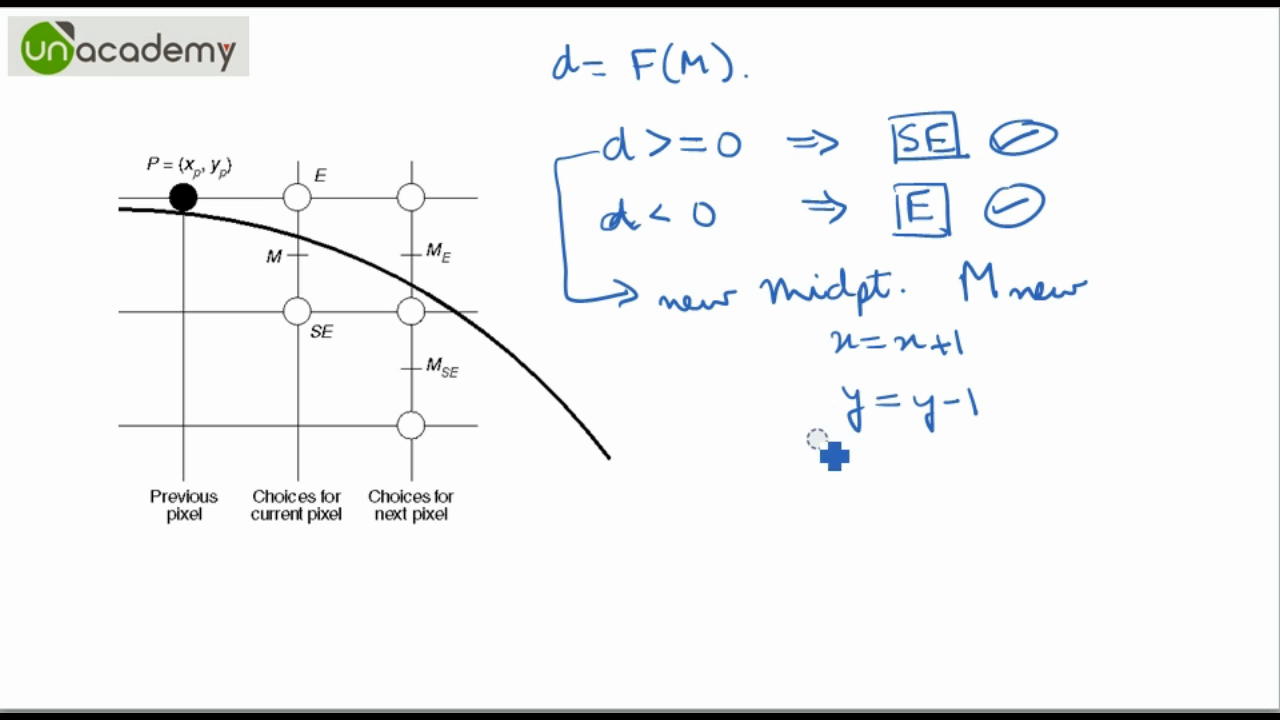 unacademy
d = F(M).
d >= 0 ⇒ SE
d < 0 ⇒ E
new midpt. M new
x = x+1
y = y-1
P = (xp, yp)
E
M
ME
SE
MSE
Previous pixel
Choices for current pixel
Choices for next pixel